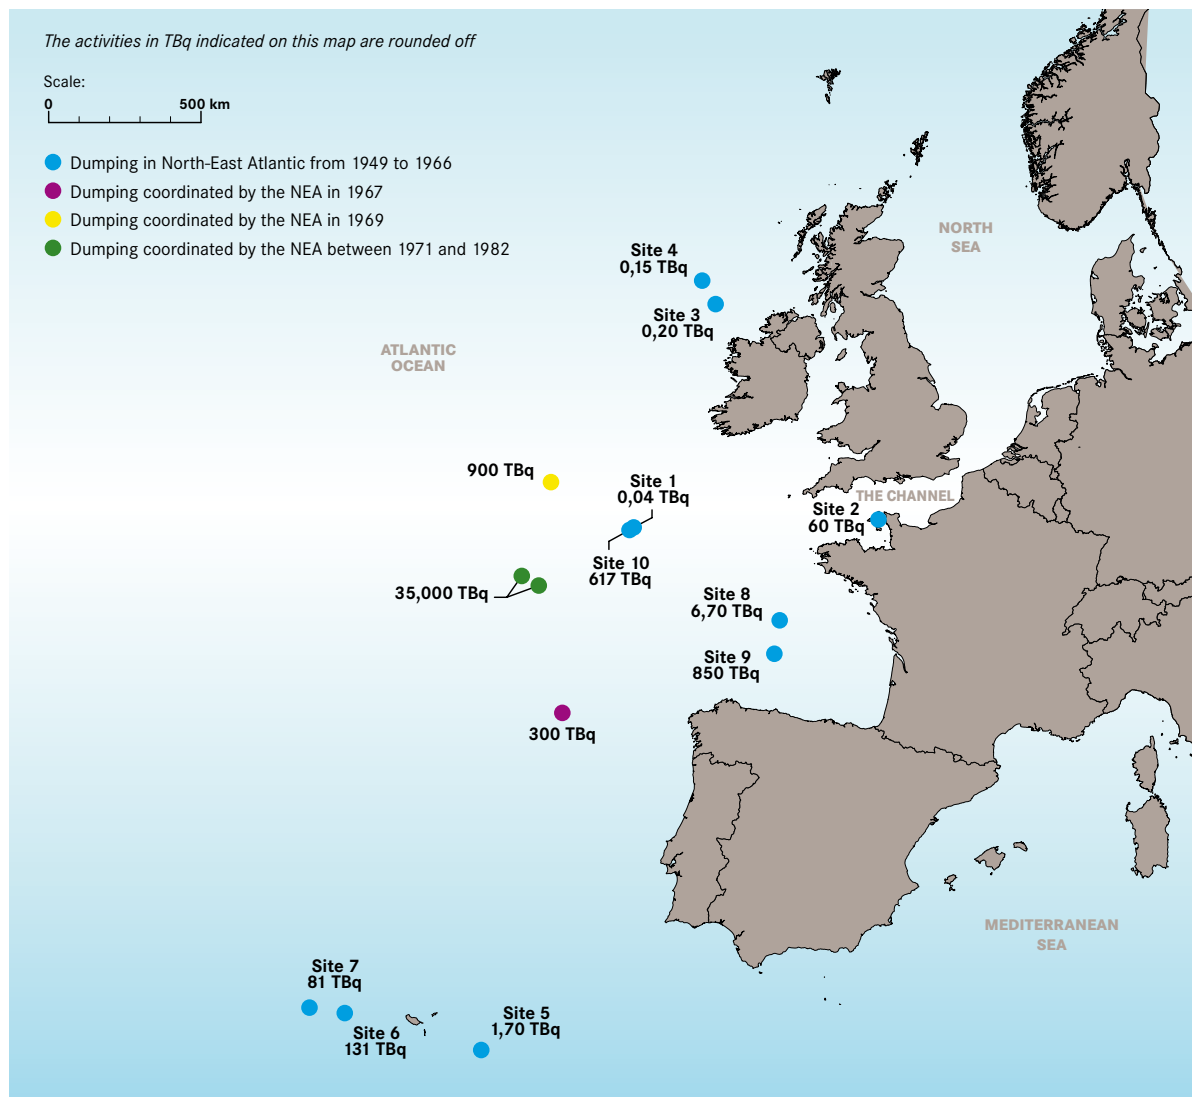 The activities in TBq indicated on this map are rounded off
Scale:
0 500 km
Dumping in North-East Atlantic from 1949 to 1966
Dumping coordinated by the NEA in 1967
Dumping coordinated by the NEA in 1969
Dumping coordinated by the NEA between 1971 and 1982
NORTH
SEA
Site 4
0,15 TBq
Site 3
0,20 TBq
ATLANTIC
OCEAN
900 TBq
Site 1
0,04 TBq
THE CHANNEL
Site 2
60 TBq
Site 10
617 TBq
35,000 TBq
Site 8
6,70 TBq
Site 9
850 TBq
300 TBq
MEDITERRANEAN
SEA
Site 7
81 TBq
Site 6
131 TBq
Site 5
1,70 TBq